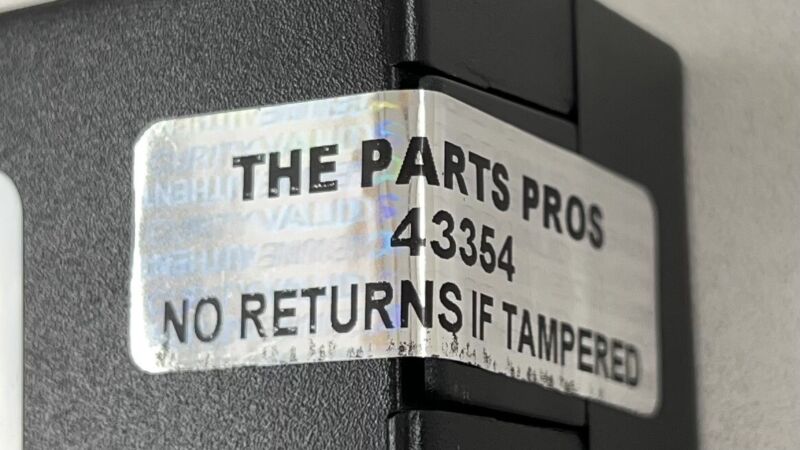 THE PARTS PROS
43354
NO RETURNS IF TAMPERED